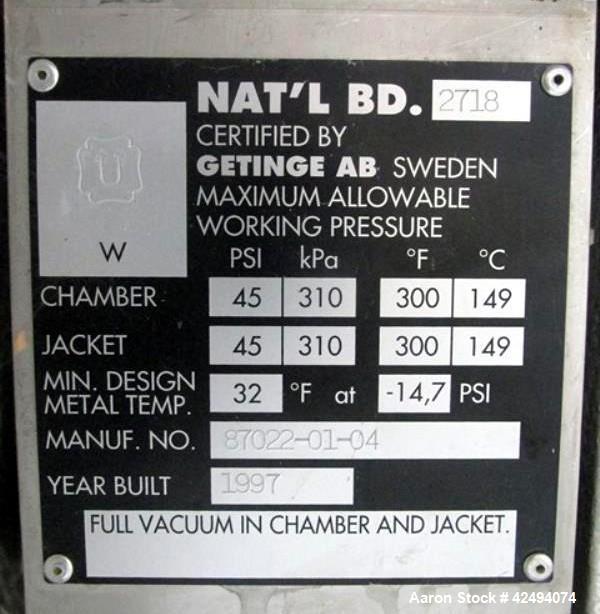 NAT'L BD. 2718
CERTIFIED BY
GETINGE AB SWEDEN
MAXIMUM ALLOWABLE
WORKING PRESSURE
U
W
PSI kPa °F °C
CHAMBER 45 310 300 149
JACKET 45 310 300 149
MIN. DESIGN
METAL TEMP. 32 °F at -14,7 PSI
MANUF. NO. 87022-01-04
YEAR BUILT 1997
FULL VACUUM IN CHAMBER AND JACKET.
Aaron Stock # 42494074